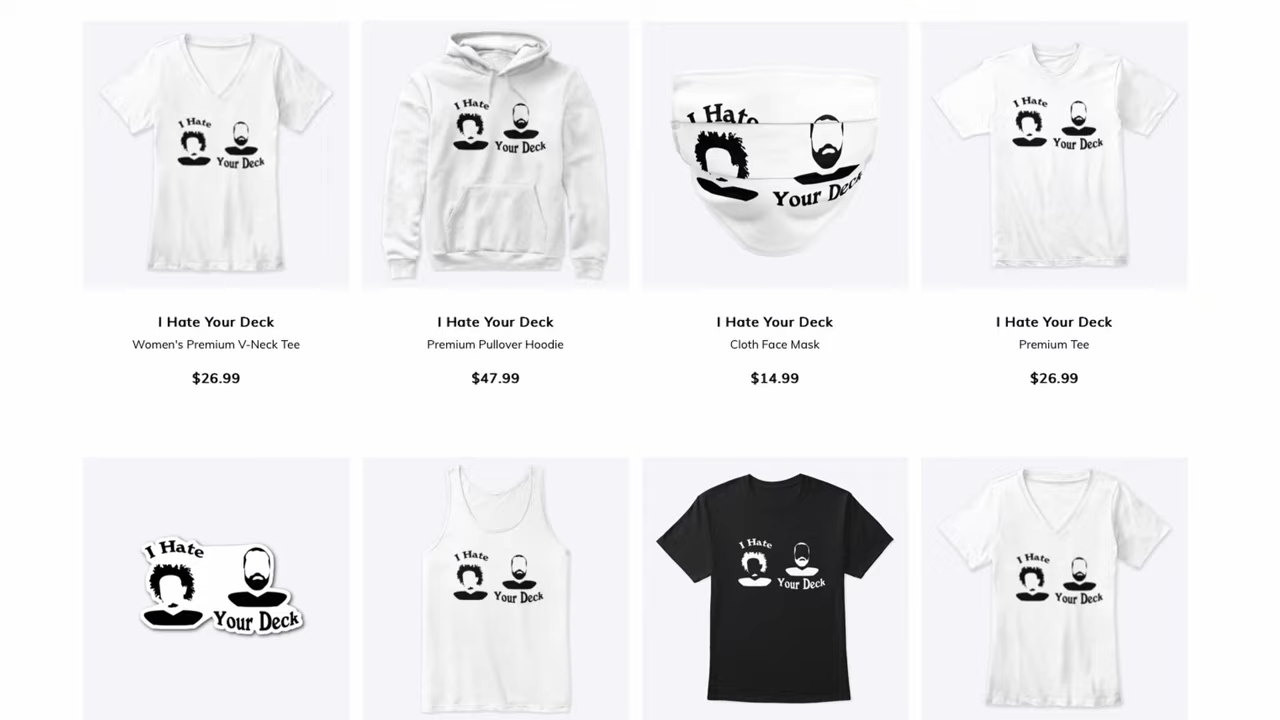 I Hate
Your Deck
I Hate
Your Deck
I Hate
Your Deck
I Hate
Your Deck
I Hate Your Deck
Women's Premium V-Neck Tee
$26.99
I Hate Your Deck
Premium Pullover Hoodie
$47.99
I Hate Your Deck
Cloth Face Mask
$14.99
I Hate Your Deck
Premium Tee
$26.99
I Hate
Your Deck
I Hate
Your Deck
I Hate
Your Deck
I Hate
Your Deck